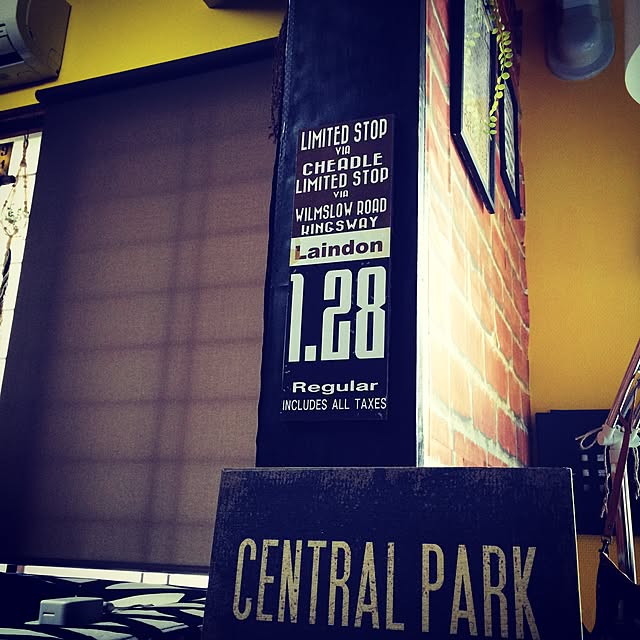 LIMITED STOP
VIA
CHEADLE
LIMITED STOP
VIA
WILMSLOW ROAD
KINGSWAY
Laindon
1.28
Regular
INCLUDES ALL TAXES
CENTRAL PARK